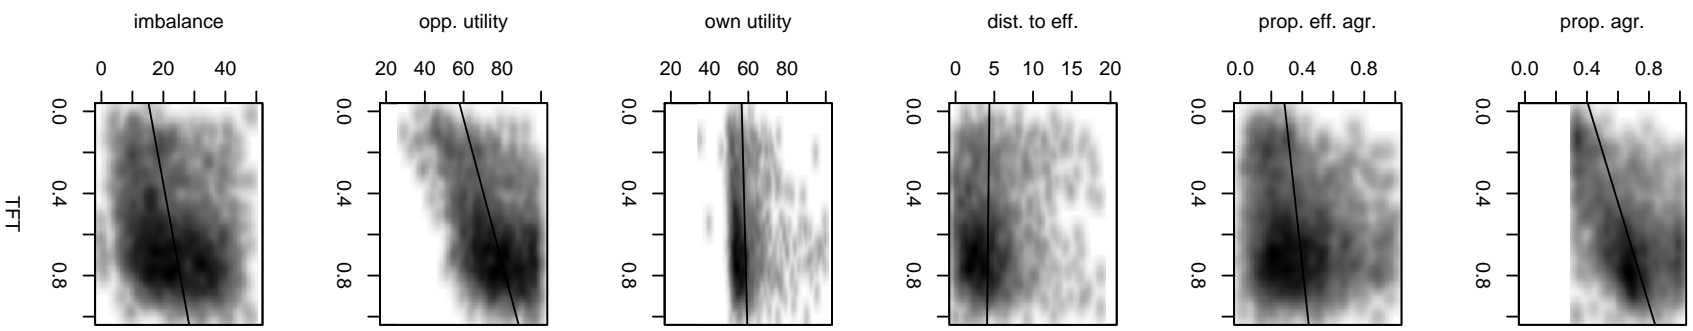 imbalance
opp. utility
own utility
dist. to eff.
prop. eff. agr.
prop. agr.
0 20 40
20 40 60 80
20 40 60 80
0 5 10 15 20
0.0 0.4 0.8
0.0 0.4 0.8
0.0 0.4 0.8
0.0 0.4 0.8
0.0 0.4 0.8
0.0 0.4 0.8
0.0 0.4 0.8
0.0 0.4 0.8
TFT